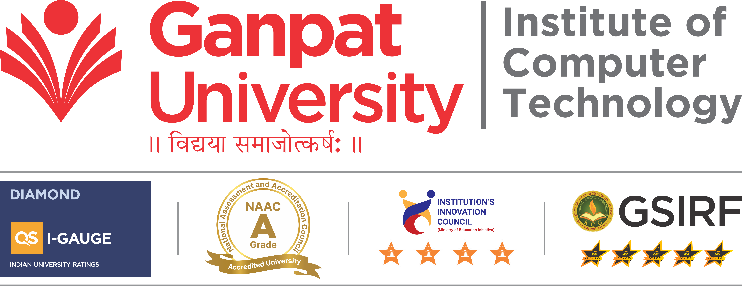 Ganpat
University
॥ विद्यया समाजोत्कर्षः ॥
Institute of
Computer
Technology
DIAMOND
QS I-GAUGE
INDIAN UNIVERSITY RATINGS
National Assessment and Accreditation Council
NAAC
A
Grade
Accredited University
INSTITUTION'S
INNOVATION
COUNCIL
GSIRF